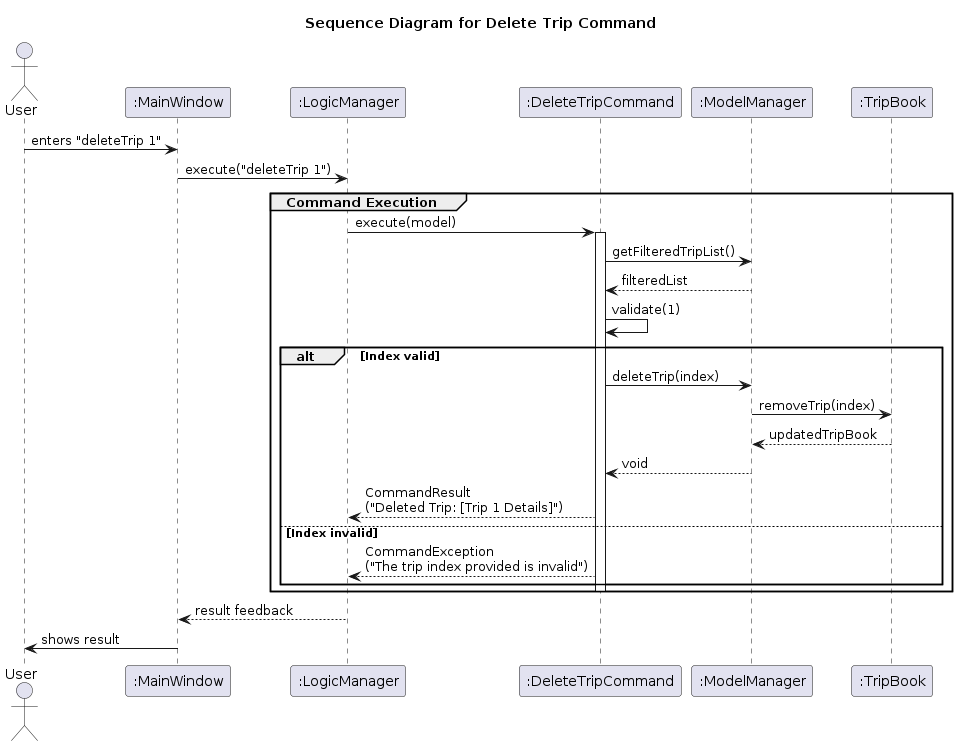 Sequence Diagram for Delete Trip Command
User
:MainWindow
:LogicManager
:DeleteTripCommand
:ModelManager
:TripBook
enters "deleteTrip 1"
execute("deleteTrip 1")
Command Execution
execute(model)
getFilteredTripList()
filteredList
validate(1)
alt
[Index valid]
deleteTrip(index)
removeTrip(index)
updatedTripBook
void
CommandResult
("Deleted Trip: [Trip 1 Details]")
[Index invalid]
CommandException
("The trip index provided is invalid")
result feedback
shows result
User
:MainWindow
:LogicManager
:DeleteTripCommand
:ModelManager
:TripBook